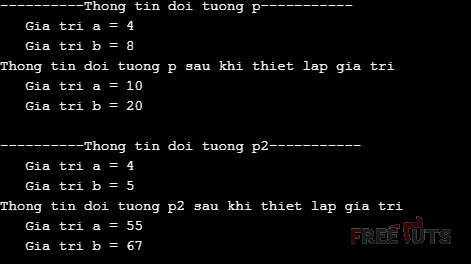 ----------Thong tin doi tuong p-----------
Gia tri a = 4
Gia tri b = 8
Thong tin doi tuong p sau khi thiet lap gia tri
Gia tri a = 10
Gia tri b = 20
----------Thong tin doi tuong p2-----------
Gia tri a = 4
Gia tri b = 5
Thong tin doi tuong p2 sau khi thiet lap gia tri
Gia tri a = 55
Gia tri b = 67
FREETUTS